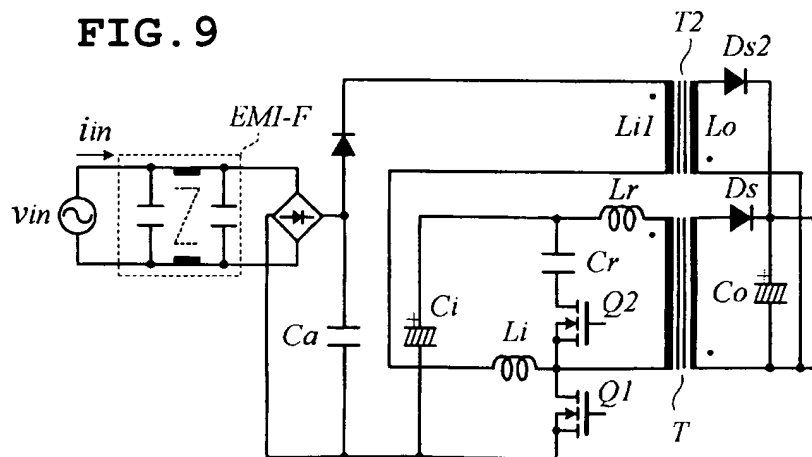 FIG. 9
T2
Ds2
EMI-F
iin
Li1
Lo
Lr
Ds
vin
Cr
Q2
Co
Ci
Ca
Li
Q1
T